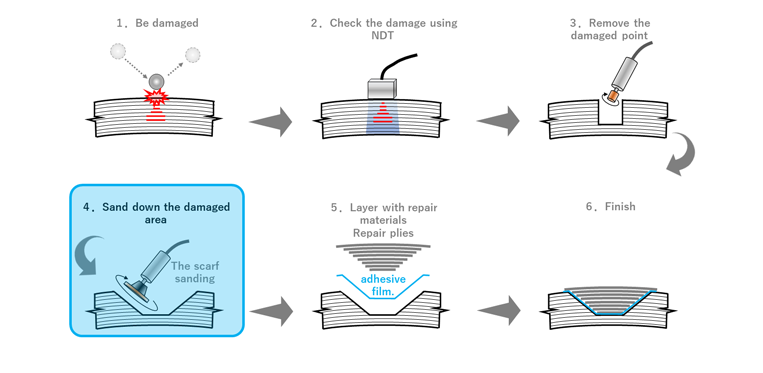 1. Be damaged
2. Check the damage using
NDT
3. Remove the
damaged point
4. Sand down the damaged
area
The scarf
sanding
5. Layer with repair
materials
Repair plies
adhesive
film.
6. Finish